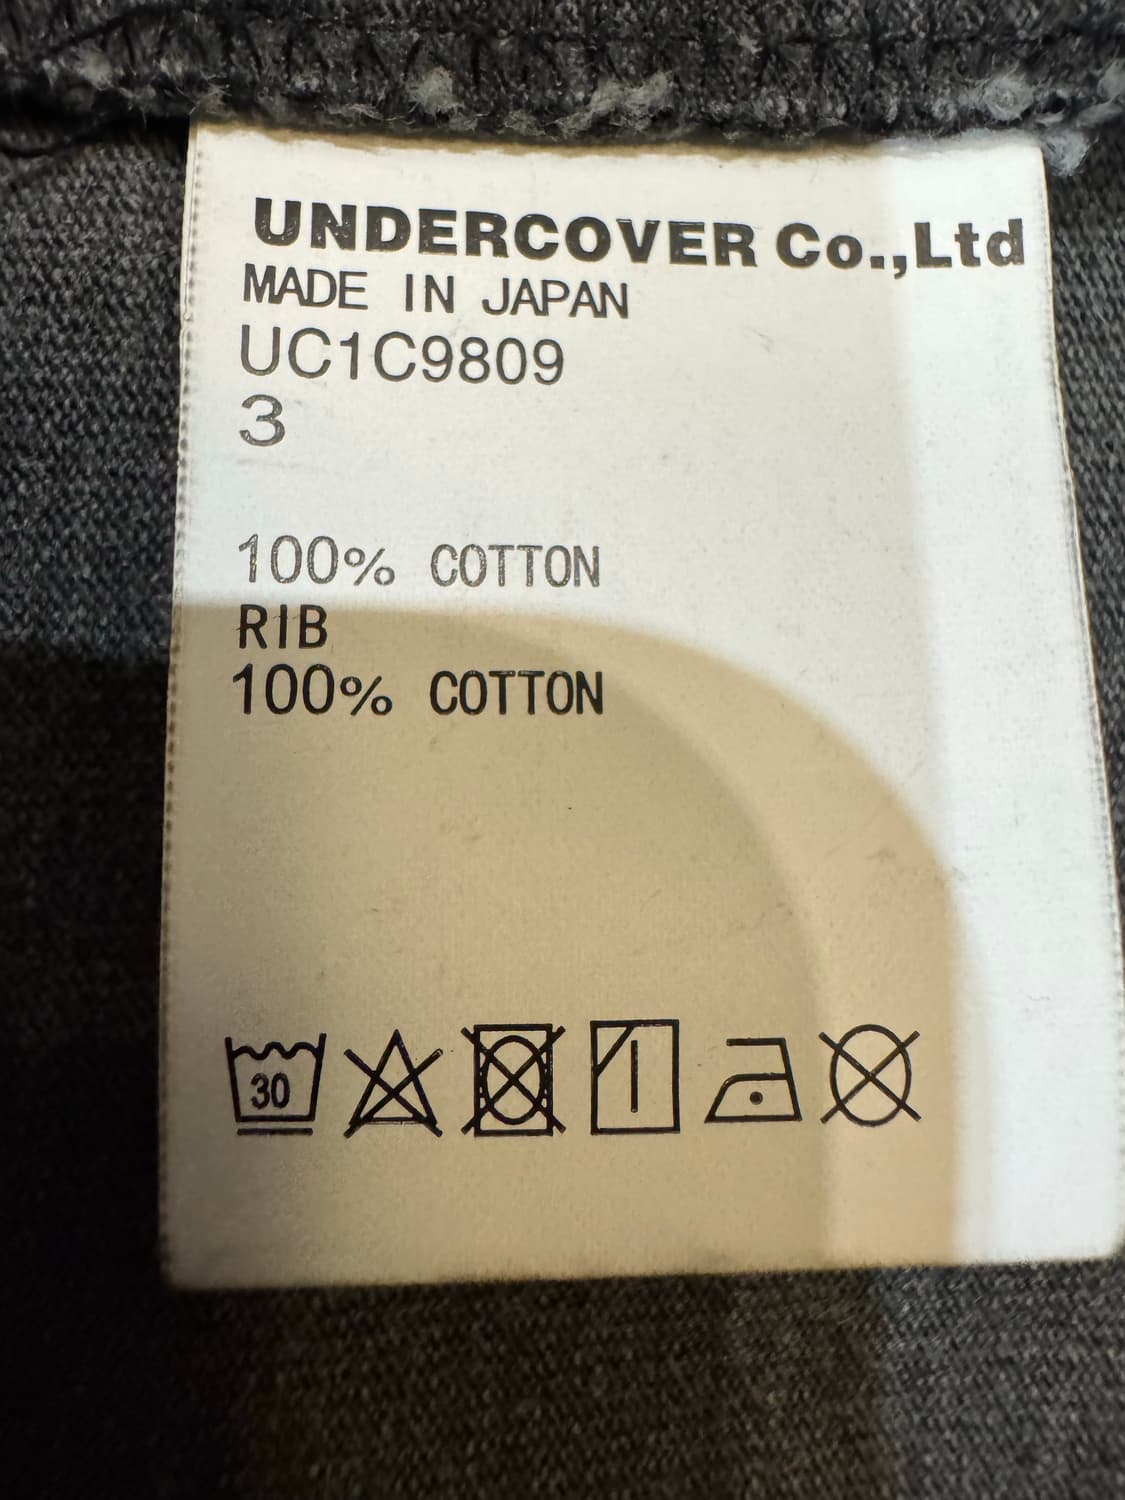 UNDERCOVER Co.,Ltd
MADE IN JAPAN
UC1C9809
3
100% COTTON
RIB
100% COTTON
30